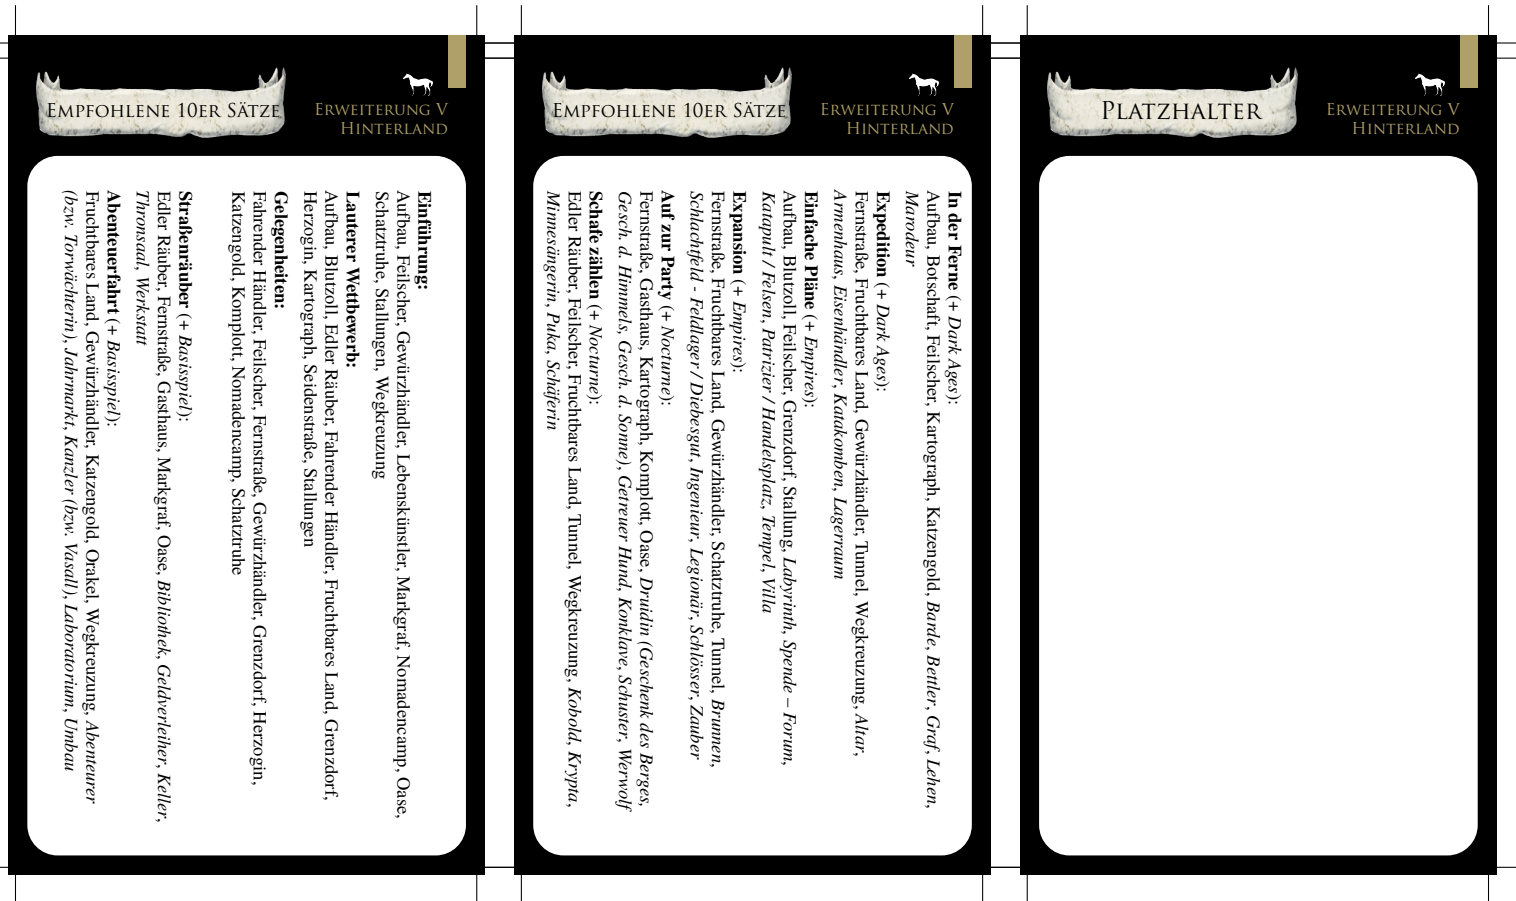 Empfohlene 10er Sätze
Erweiterung V
Hinterland
Einführung:
Aufbau, Feilscher, Gewürzhändler, Lebenskünstler, Markgraf, Nomadencamp, Oase,
Schatztruhe, Stallungen, Wegkreuzung
Lauterer Wettbewerb:
Aufbau, Blutzoll, Edler Räuber, Fahrender Händler, Fruchtbares Land, Grenzdorf,
Herzogin, Kartograph, Seidenstraße, Stallungen
Gelegenheiten:
Fahrender Händler, Feilscher, Fernstraße, Gewürzhändler, Grenzdorf, Herzogin,
Katzengold, Komplott, Nomadencamp, Schatztruhe
Straßenräuber (+ Basisspiel):
Edler Räuber, Fernstraße, Gasthaus, Markgraf, Oase, Bibliothek, Geldverleiher, Keller,
Thronsaal, Werkstatt
Abenteuerfahrt (+ Basisspiel):
Fruchtbares Land, Gewürzhändler, Katzengold, Orakel, Wegkreuzung, Abenteurer
(bzw. Torwächterin), Jahrmarkt, Kanzler (bzw. Vasall), Laboratorium, Umbau
Empfohlene 10er Sätze
Erweiterung V
Hinterland
In der Ferne (+ Dark Ages):
Aufbau, Botschaft, Feilscher, Kartograph, Katzengold, Barde, Bettler, Graf, Lehen,
Marodeur
Expedition (+ Dark Ages):
Fernstraße, Fruchtbares Land, Gewürzhändler, Tunnel, Wegkreuzung, Altar,
Armenhaus, Eisenhändler, Katakomben, Lagerraum
Einfache Pläne (+ Empires):
Aufbau, Blutzoll, Feilscher, Grenzdorf, Stallung, Labyrinth, Spende – Forum,
Katapult / Felsen, Patrizier / Handelsplatz, Tempel, Villa
Expansion (+ Empires):
Fernstraße, Fruchtbares Land, Gewürzhändler, Schatztruhe, Tunnel, Brunnen,
Schlachtfeld - Feldlager / Diebesgut, Ingenieur, Legionär, Schlösser, Zauber
Auf zur Party (+ Nocturne):
Fernstraße, Gasthaus, Kartograph, Komplott, Oase, Druidin (Geschenk des Berges,
Gesch. d. Himmels, Gesch. d. Sonne), Getreuer Hund, Konklave, Schuster, Werwolf
Schafe zählen (+ Nocturne):
Edler Räuber, Feilscher, Fruchtbares Land, Tunnel, Wegkreuzung, Kobold, Krypta,
Minnesängerin, Puka, Schäferin
Platzhalter
Erweiterung V
Hinterland